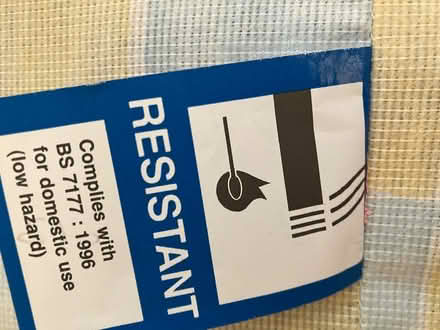 RESISTANT
Complies with
BS 7177 : 1996
for domestic use
(low hazard)